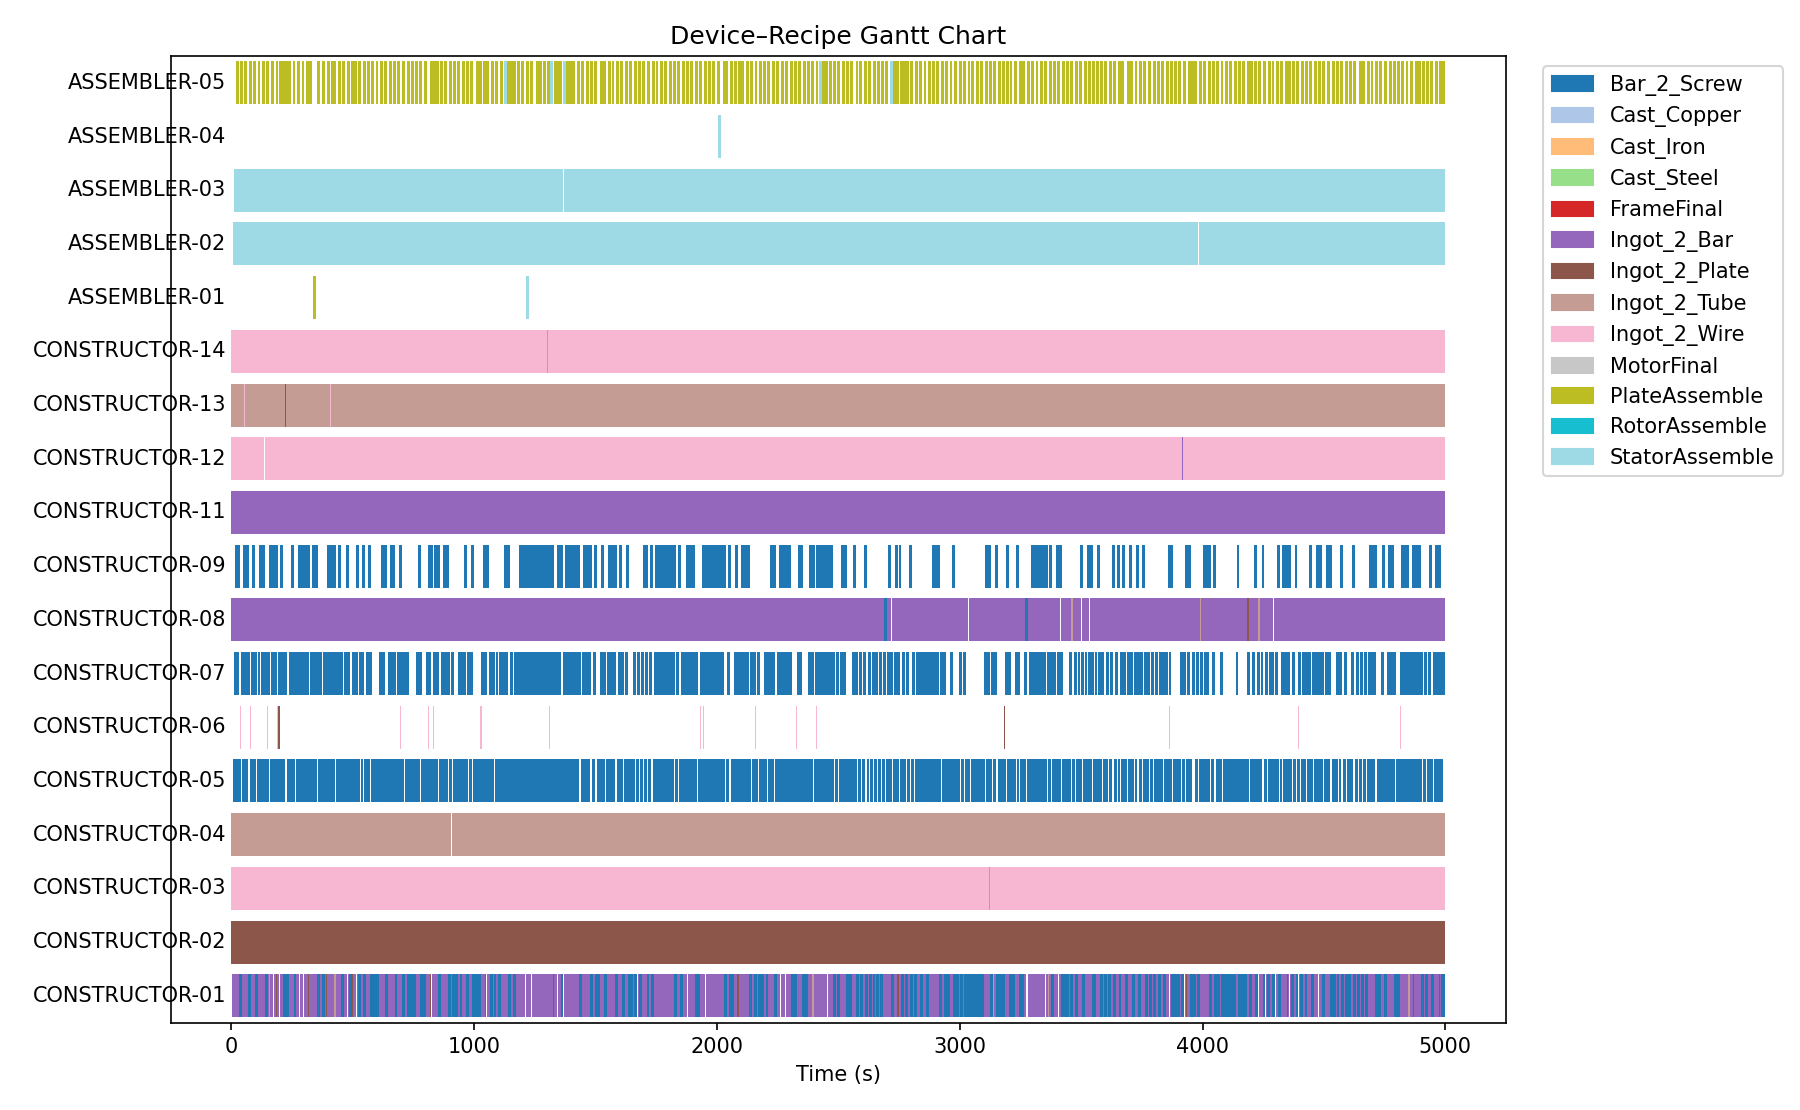 Device–Recipe Gantt Chart
ASSEMBLER-05
ASSEMBLER-04
ASSEMBLER-03
ASSEMBLER-02
ASSEMBLER-01
CONSTRUCTOR-14
CONSTRUCTOR-13
CONSTRUCTOR-12
CONSTRUCTOR-11
CONSTRUCTOR-09
CONSTRUCTOR-08
CONSTRUCTOR-07
CONSTRUCTOR-06
CONSTRUCTOR-05
CONSTRUCTOR-04
CONSTRUCTOR-03
CONSTRUCTOR-02
CONSTRUCTOR-01
0 1000 2000 3000 4000 5000
Time (s)
Bar_2_Screw
Cast_Copper
Cast_Iron
Cast_Steel
FrameFinal
Ingot_2_Bar
Ingot_2_Plate
Ingot_2_Tube
Ingot_2_Wire
MotorFinal
PlateAssemble
RotorAssemble
StatorAssemble